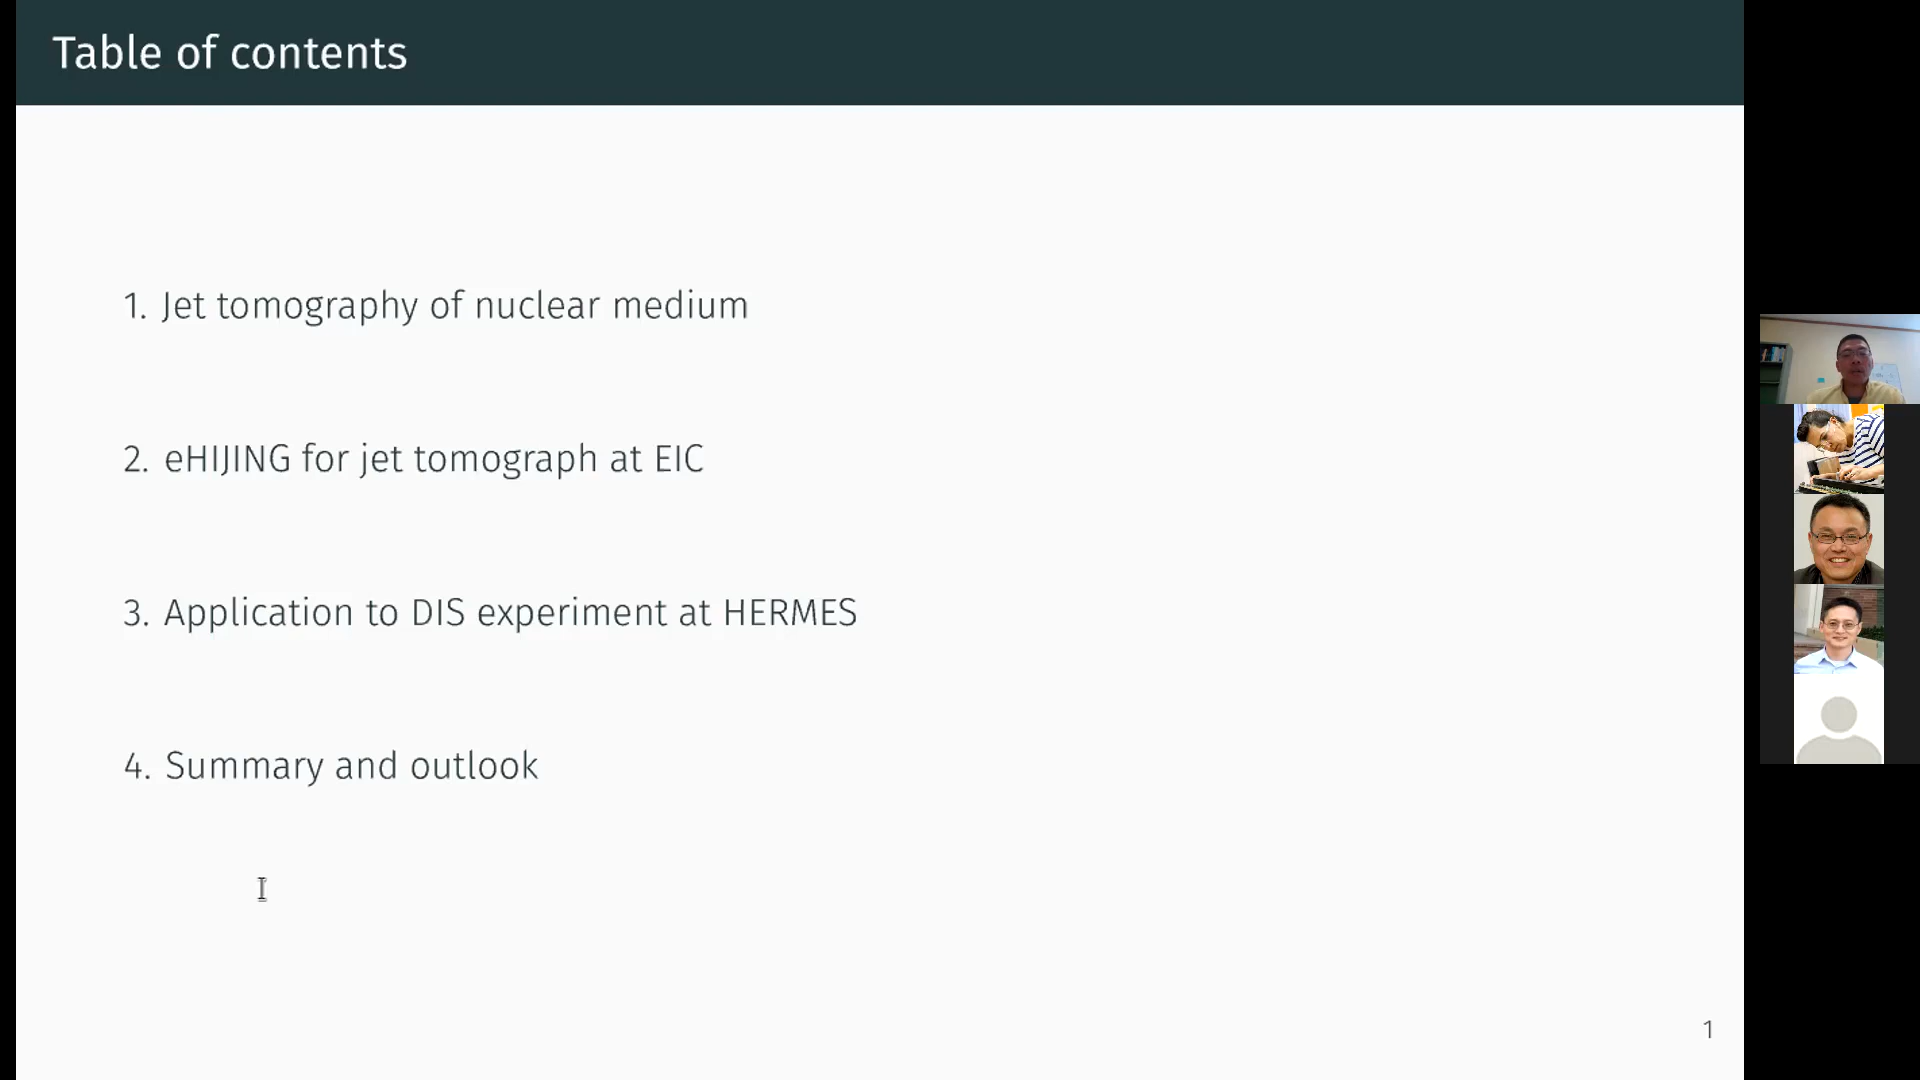 Table of contents
1. Jet tomography of nuclear medium
2. eHIJING for jet tomograph at EIC
3. Application to DIS experiment at HERMES
4. Summary and outlook
1